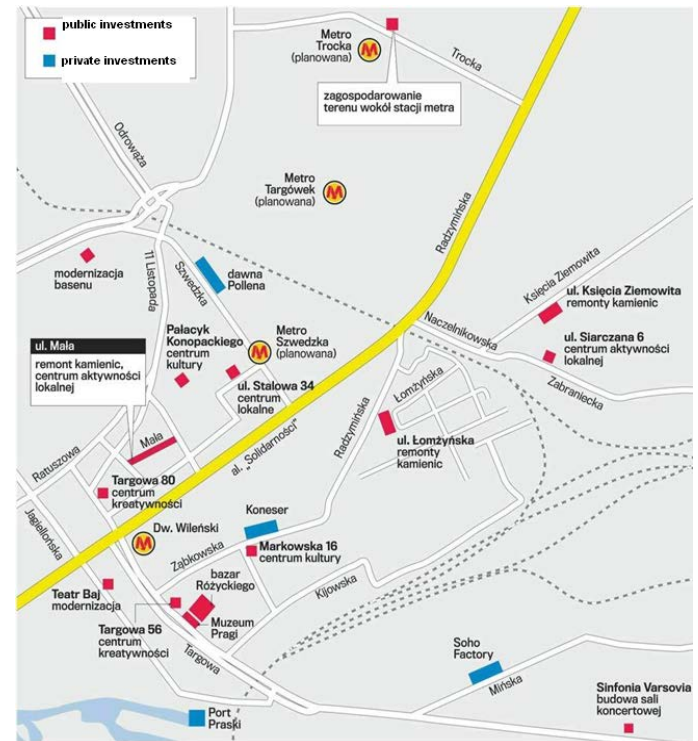 public investments
private investments
Metro
Trocka
(planowana)
Trocka
zagospodarowanie
terenu wokół stacji metra
Odrowąża
Metro
Targówek
(planowana)
Radzymińska
11 Listopada
Szwedzka
modernizacja
basenu
dawna
Pollena
Księcia Ziemowita
ul. Księcia Ziemowita
remonty kamienic
Naczelnikowska
ul. Siarczana 6
centrum aktywności
lokalnej
Zabraniecka
Pałacyk
Konopackiego
centrum
kultury
Metro
Szwedzka
(planowana)
ul. Mała
remont kamienic,
centrum aktywności
lokalnej
ul. Stalowa 34
centrum
lokalne
Łomżyńska
Radzymińska
ul. Łomżyńska
remonty
kamienic
Mała
al. „Solidarności"
Ratuszowa
Targowa 80
centrum
kreatywności
Jagiellońska
Dw. Wileński
Koneser
Ząbkowska
Markowska 16
centrum kultury
bazar
Różyckiego
Kijowska
Teatr Baj
modernizacja
Muzeum
Pragi
Targowa 56
centrum
kreatywności
Targowa
Soho
Factory
Mińska
Sinfonia Varsovia
budowa sali
koncertowej
Port
Praski